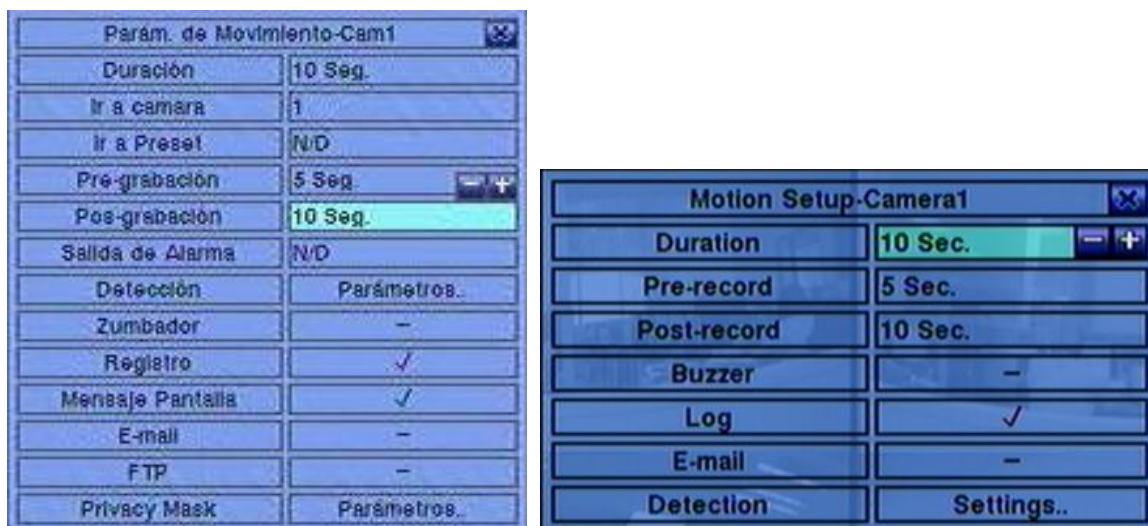 Parám. de Movimiento-Cam1
Duración 10 Seg.
Ir a camara 1
Ir a Preset N/D
Pre-grabación 5 Seg.
Pos-grabación 10 Seg.
Salida de Alarma N/D
Detección Parámetros..
Zumbador –
Registro √
Mensaje Pantalla √
E-mail –
FTP –
Privacy Mask Parámetros..
Motion Setup-Camera1
Duration 10 Sec.
Pre-record 5 Sec.
Post-record 10 Sec.
Buzzer –
Log √
E-mail –
Detection Settings..